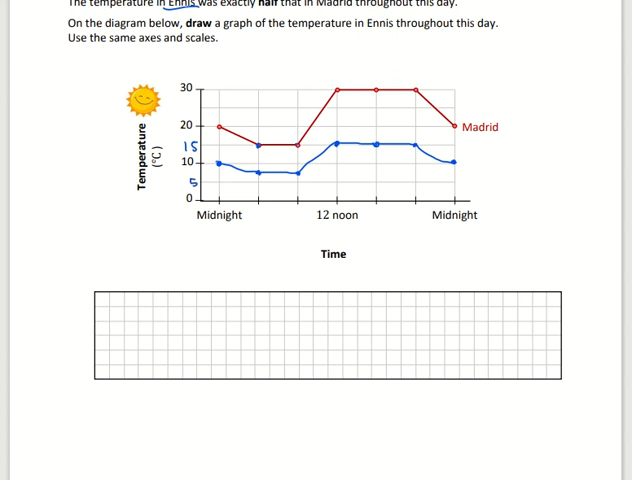 The temperature in Ennis was exactly half that in Madrid throughout this day.
On the diagram below, draw a graph of the temperature in Ennis throughout this day.
Use the same axes and scales.
30
20
Madrid
15
10
5
0
Temperature
(°C)
Midnight 12 noon Midnight
Time